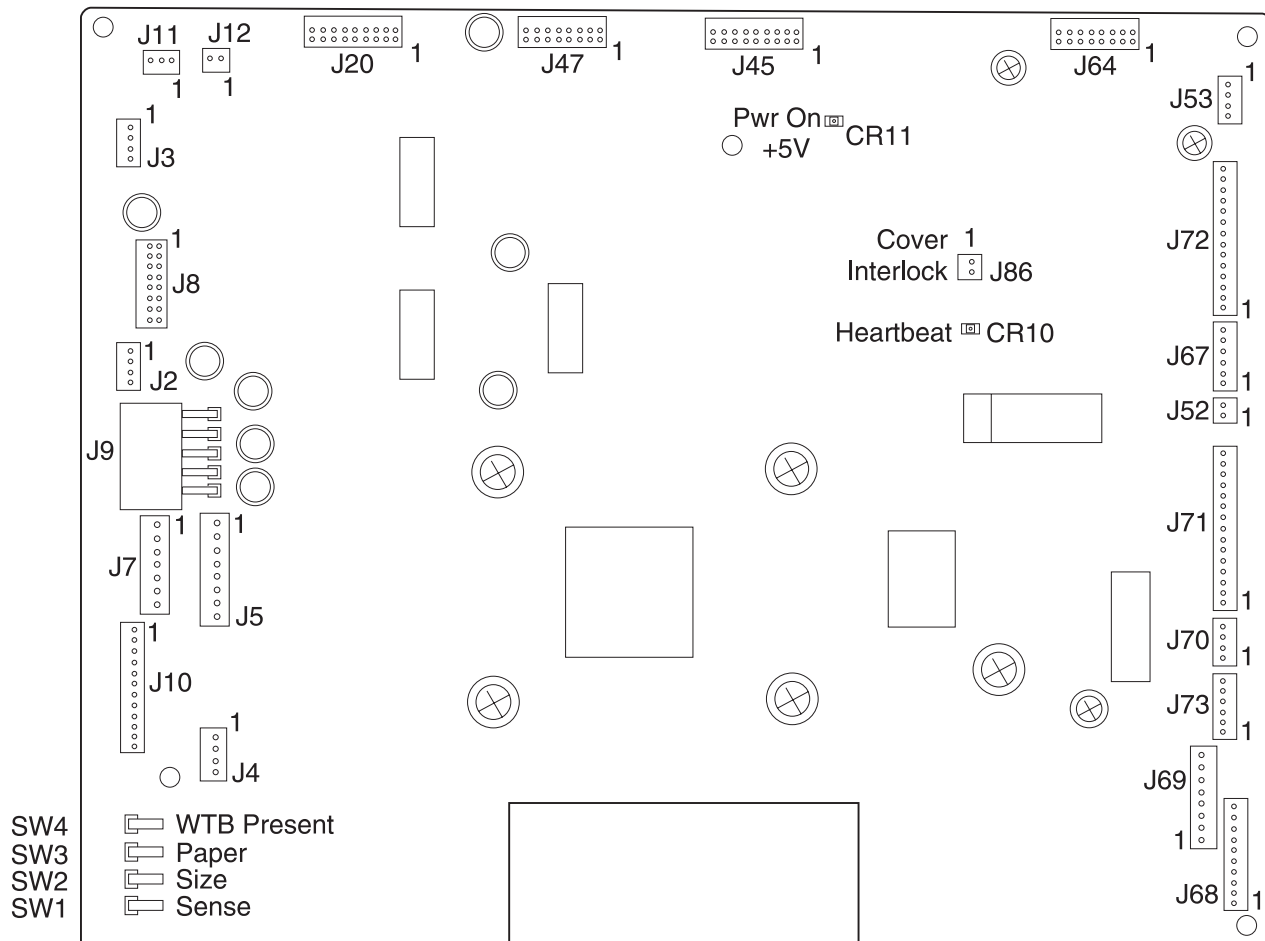 J11
J12
1
1
J20
1
J47
1
J45
1
J64
1
J53
1
Pwr On
+5V
CR11
1
J3
J72
1
Cover
Interlock
1
J86
1
J8
Heartbeat
CR10
J67
1
1
J2
J52
1
J9
J71
1
1
J7
1
J5
J70
1
1
J10
J73
1
1
J4
J69
1
J68
1
SW4 WTB Present
SW3 Paper
SW2 Size
SW1 Sense